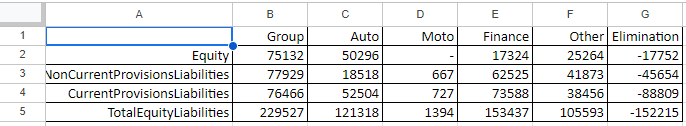 A B C D E F G
1 Group Auto Moto Finance Other Elimination
2 Equity 75132 50296 - 17324 25264 -17752
3 NonCurrentProvisionsLiabilities 77929 18518 667 62525 41873 -45654
4 CurrentProvisionsLiabilities 76466 52504 727 73588 38456 -88809
5 TotalEquityLiabilities 229527 121318 1394 153437 105593 -152215